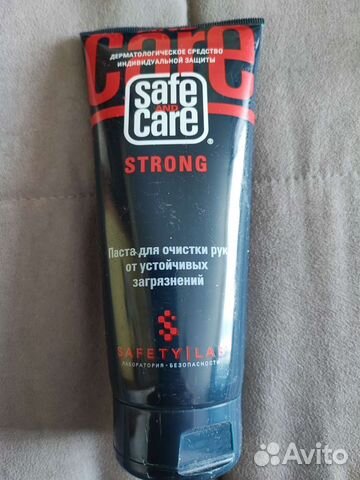 care
ДЕРМАТОЛОГИЧЕСКОЕ СРЕДСТВО
ИНДИВИДУАЛЬНОЙ ЗАЩИТЫ
safe
AND
care®
STRONG
Паста для очистки рук
от устойчивых
загрязнений
SAFETY LAB
ЛАБОРАТОРИЯ • БЕЗОПАСНОСТИ
Avito